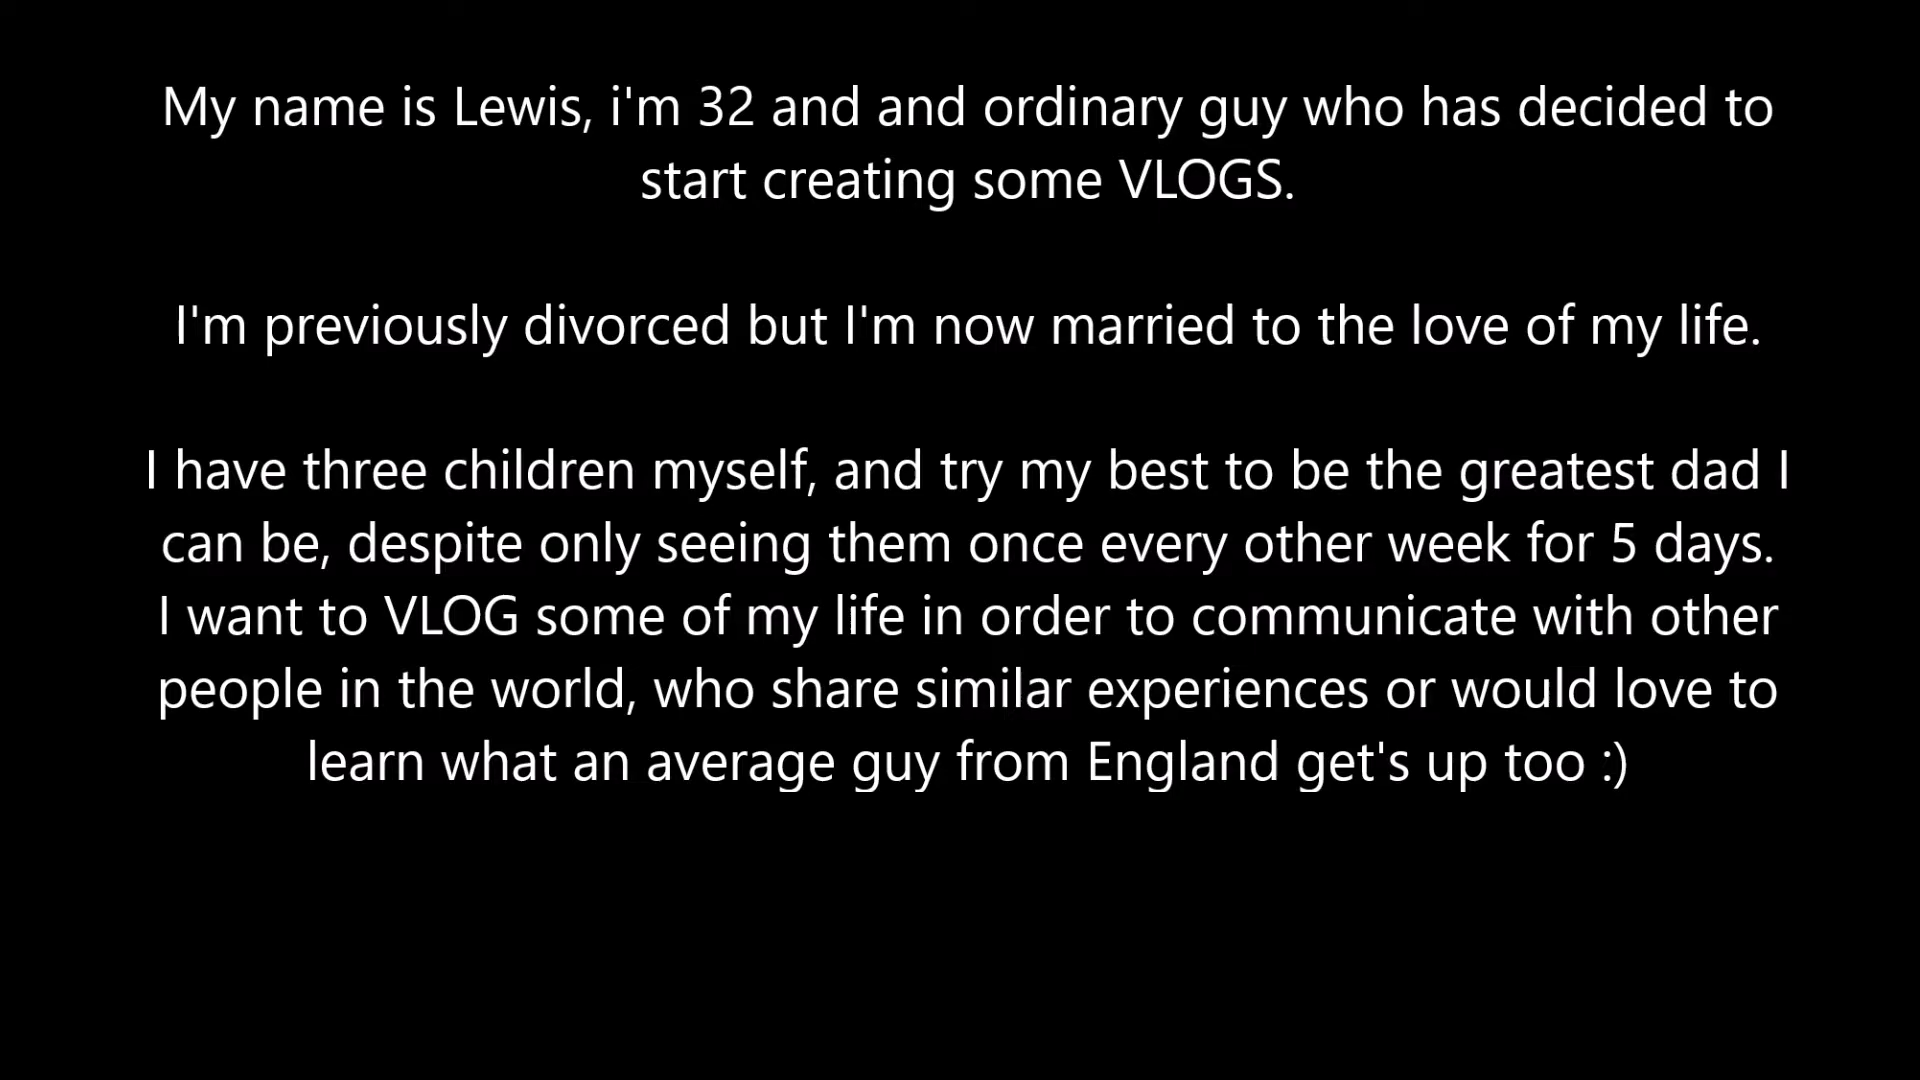 My name is Lewis, i'm 32 and and ordinary guy who has decided to
start creating some VLOGS.
I'm previously divorced but I'm now married to the love of my life.
I have three children myself, and try my best to be the greatest dad I
can be, despite only seeing them once every other week for 5 days.
I want to VLOG some of my life in order to communicate with other
people in the world, who share similar experiences or would love to
learn what an average guy from England get's up too :)